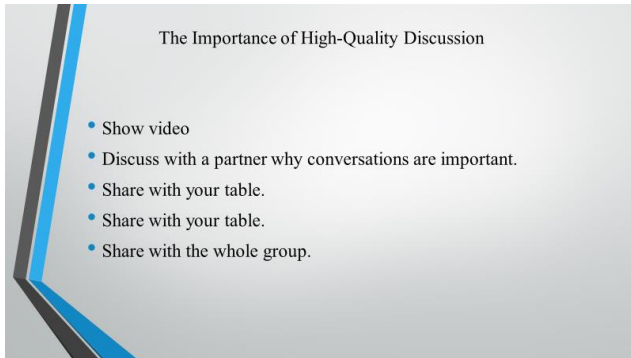 The Importance of High-Quality Discussion
• Show video
• Discuss with a partner why conversations are important.
• Share with your table.
• Share with your table.
• Share with the whole group.